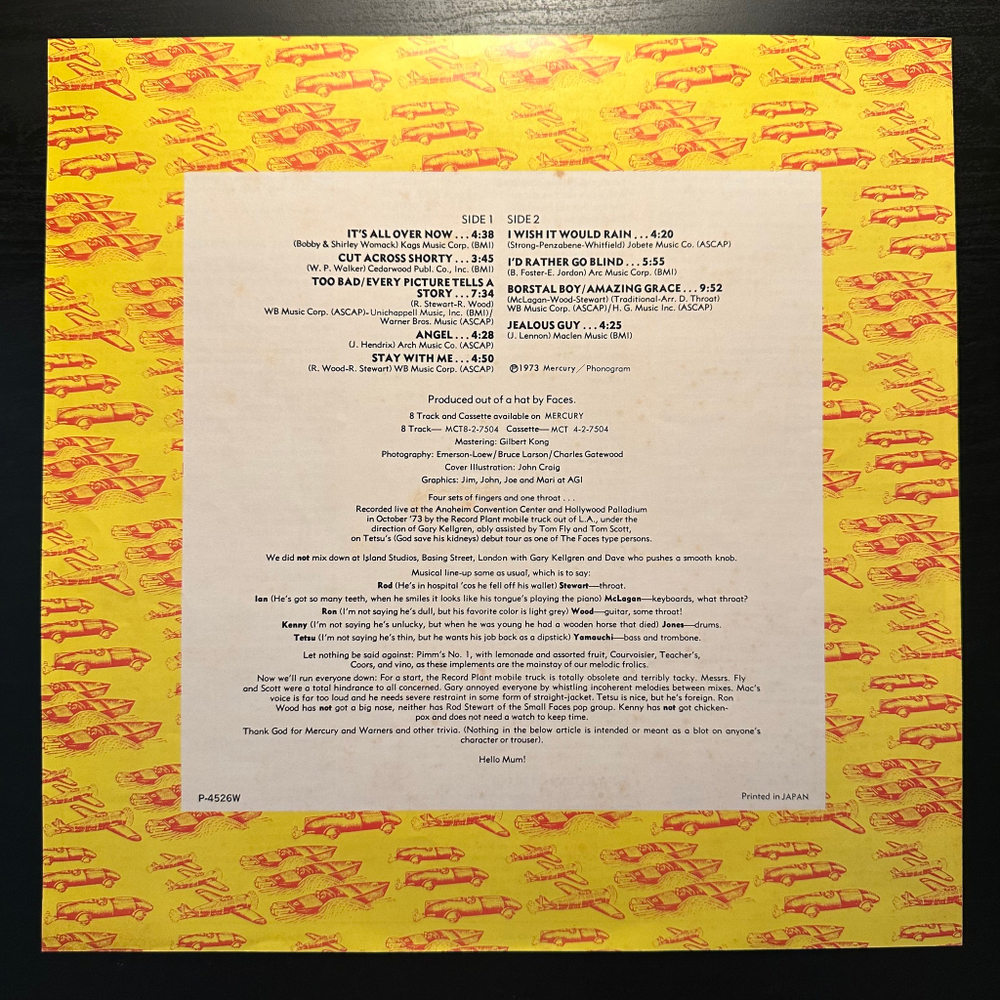 SIDE 1
IT'S ALL OVER NOW . . . 4:38
(Bobby & Shirley Womack) Kags Music Corp. (BMI)
CUT ACROSS SHORTY . . . 3:45
(W. P. Walker) Cedarwood Publ. Co., Inc. (BMI)
TOO BAD/EVERY PICTURE TELLS A
STORY . . . 7:34
(R. Stewart-R. Wood)
WB Music Corp. (ASCAP)-Unichappell Music, Inc. (BMI)/
Warner Bros. Music (ASCAP)
ANGEL . . . 4:28
(J. Hendrix) Arch Music Co. (ASCAP)
STAY WITH ME . . . 4:50
(R. Wood-R. Stewart) WB Music Corp. (ASCAP)
SIDE 2
I WISH IT WOULD RAIN . . . 4:20
(Strong-Penzabene-Whitfield) Jobete Music Co. (ASCAP)
I'D RATHER GO BLIND . . . 5:55
(B. Foster-E. Jordan) Arc Music Corp. (BMI)
BORSTAL BOY/AMAZING GRACE . . . 9:52
(McLagan-Wood-Stewart) (Traditional-Arr. D. Throat)
WB Music Corp. (ASCAP)/H. G. Music Inc. (ASCAP)
JEALOUS GUY . . . 4:25
(J. Lennon) Maclen Music (BMI)
℗1973 Mercury/Phonogram
Produced out of a hat by Faces.
8 Track and Cassette available on MERCURY
8 Track— MCT8-2-7504 Cassette— MCT 4-2-7504
Mastering: Gilbert Kong
Photography: Emerson-Loew/Bruce Larson/Charles Gatewood
Cover Illustration: John Craig
Graphics: Jim, John, Joe and Mari at AGI
Four sets of fingers and one throat . . .
Recorded live at the Anaheim Convention Center and Hollywood Palladium
in October '73 by the Record Plant mobile truck out of L.A., under the
direction of Gary Kellgren, ably assisted by Tom Fly and Tom Scott,
on Tetsu's (God save his kidneys) debut tour as one of The Faces type persons.
We did not mix down at Island Studios, Basing Street, London with Gary Kellgren and Dave who pushes a smooth knob.
Musical line-up same as usual, which is to say:
Rod (He's in hospital 'cos he fell off his wallet) Stewart—throat.
Ian (He's got so many teeth, when he smiles it looks like his tongue's playing the piano) McLagan—keyboards, what throat?
Ron (I'm not saying he's dull, but his favorite color is light grey) Wood—guitar, some throat!
Kenny (I'm not saying he's unlucky, but when he was young he had a wooden horse that died) Jones—drums.
Tetsu (I'm not saying he's thin, but he wants his job back as a dipstick) Yamauchi—bass and trombone.
Let nothing be said against: Pimm's No. 1, with lemonade and assorted fruit, Courvoisier, Teacher's,
Coors, and vino, as these implements are the mainstay of our melodic frolics.
Now we'll run everyone down: For a start, the Record Plant mobile truck is totally obsolete and terribly tacky. Messrs. Fly
and Scott were a total hindrance to all concerned. Gary annoyed everyone by whistling incoherent melodies between mixes. Mac's
voice is far too loud and he needs severe restraint in some form of straight-jacket. Tetsu is nice, but he's foreign. Ron
Wood has not got a big nose, neither has Rod Stewart of the Small Faces pop group. Kenny has not got chicken-
pox and does not need a watch to keep time.
Thank God for Mercury and Warners and other trivia. (Nothing in the below article is intended or meant as a blot on anyone's
character or trouser).
Hello Mum!
P-4526W
Printed in JAPAN